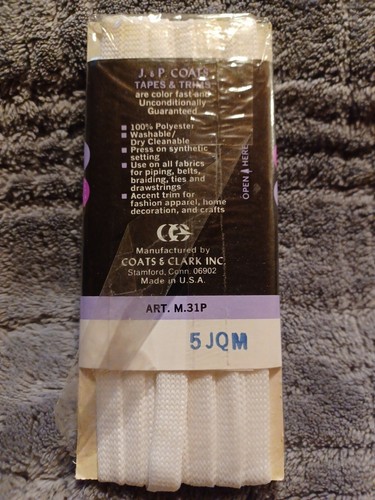 J. & P. COATS
TAPES & TRIMS
are color fast and
Unconditionally
Guaranteed
100% Polyester
Washable/
Dry Cleanable
Press on synthetic
setting
Use on all fabrics
for piping, belts,
braiding, ties and
drawstrings
Accent trim for
fashion apparel, home
decoration, and crafts
OPEN HERE
Manufactured by
COATS & CLARK INC.
Stamford, Conn. 06902
Made in U.S.A.
ART. M.31P
5JQM